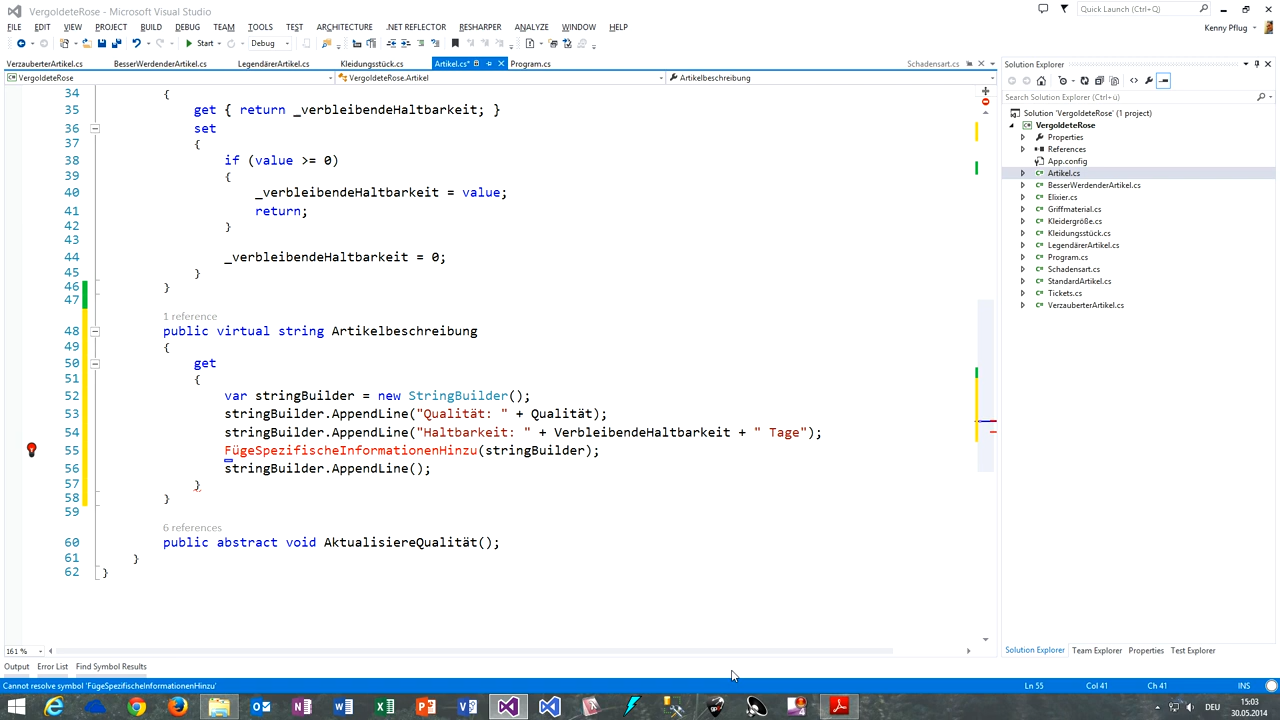 VergoldeteRose - Microsoft Visual Studio
Quick Launch (Ctrl+Q)
FILE EDIT VIEW PROJECT BUILD DEBUG TEAM TOOLS TEST ARCHITECTURE .NET REFLECTOR RESHARPER ANALYZE WINDOW HELP
Kenny Pflug
Start Debug
VerzauberterArtikel.cs BesserWerdenderArtikel.cs LegendärerArtikel.cs Kleidungsstück.cs Artikel.cs* Program.cs Schadensart.cs
VergoldeteRose VergoldeteRose.Artikel Artikelbeschreibung
34 {
35 get { return _verbleibendeHaltbarkeit; }
36 set
37 {
38 if (value >= 0)
39 {
40 _verbleibendeHaltbarkeit = value;
41 return;
42 }
43
44 _verbleibendeHaltbarkeit = 0;
45 }
46 }
47
1 reference
48 public virtual string Artikelbeschreibung
49 {
50 get
51 {
52 var stringBuilder = new StringBuilder();
53 stringBuilder.AppendLine("Qualität: " + Qualität);
54 stringBuilder.AppendLine("Haltbarkeit: " + VerbleibendeHaltbarkeit + " Tage");
55 FügeSpezifischeInformationenHinzu(stringBuilder);
56 stringBuilder.AppendLine();
57 }
58 }
59
6 references
60 public abstract void AktualisiereQualität();
61 }
62 }
161 %
Output Error List Find Symbol Results
Solution Explorer
Search Solution Explorer (Ctrl+ü)
Solution 'VergoldeteRose' (1 project)
VergoldeteRose
Properties
References
App.config
Artikel.cs
BesserWerdenderArtikel.cs
Elixier.cs
Griffmaterial.cs
Kleidergröße.cs
Kleidungsstück.cs
LegendärerArtikel.cs
Program.cs
Schadensart.cs
StandardArtikel.cs
Tickets.cs
VerzauberterArtikel.cs
Solution Explorer Team Explorer Properties Test Explorer
Cannot resolve symbol 'FügeSpezifischeInformationenHinzu' Ln 55 Col 41 Ch 41 INS
15:03
30.05.2014